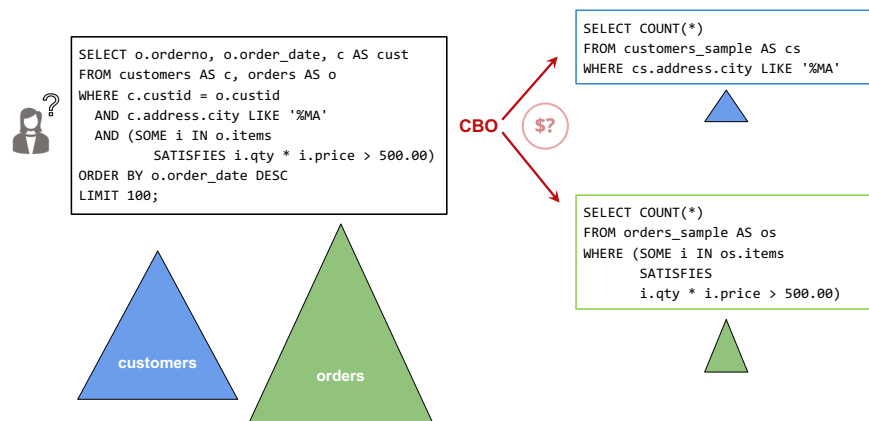 ?
SELECT o.orderno, o.order_date, c AS cust
FROM customers AS c, orders AS o
WHERE c.custid = o.custid
AND c.address.city LIKE '%MA'
AND (SOME i IN o.items
SATISFIES i.qty * i.price > 500.00)
ORDER BY o.order_date DESC
LIMIT 100;
CBO
$?
SELECT COUNT(*)
FROM customers_sample AS cs
WHERE cs.address.city LIKE '%MA'
SELECT COUNT(*)
FROM orders_sample AS os
WHERE (SOME i IN os.items
SATISFIES
i.qty * i.price > 500.00)
customers
orders